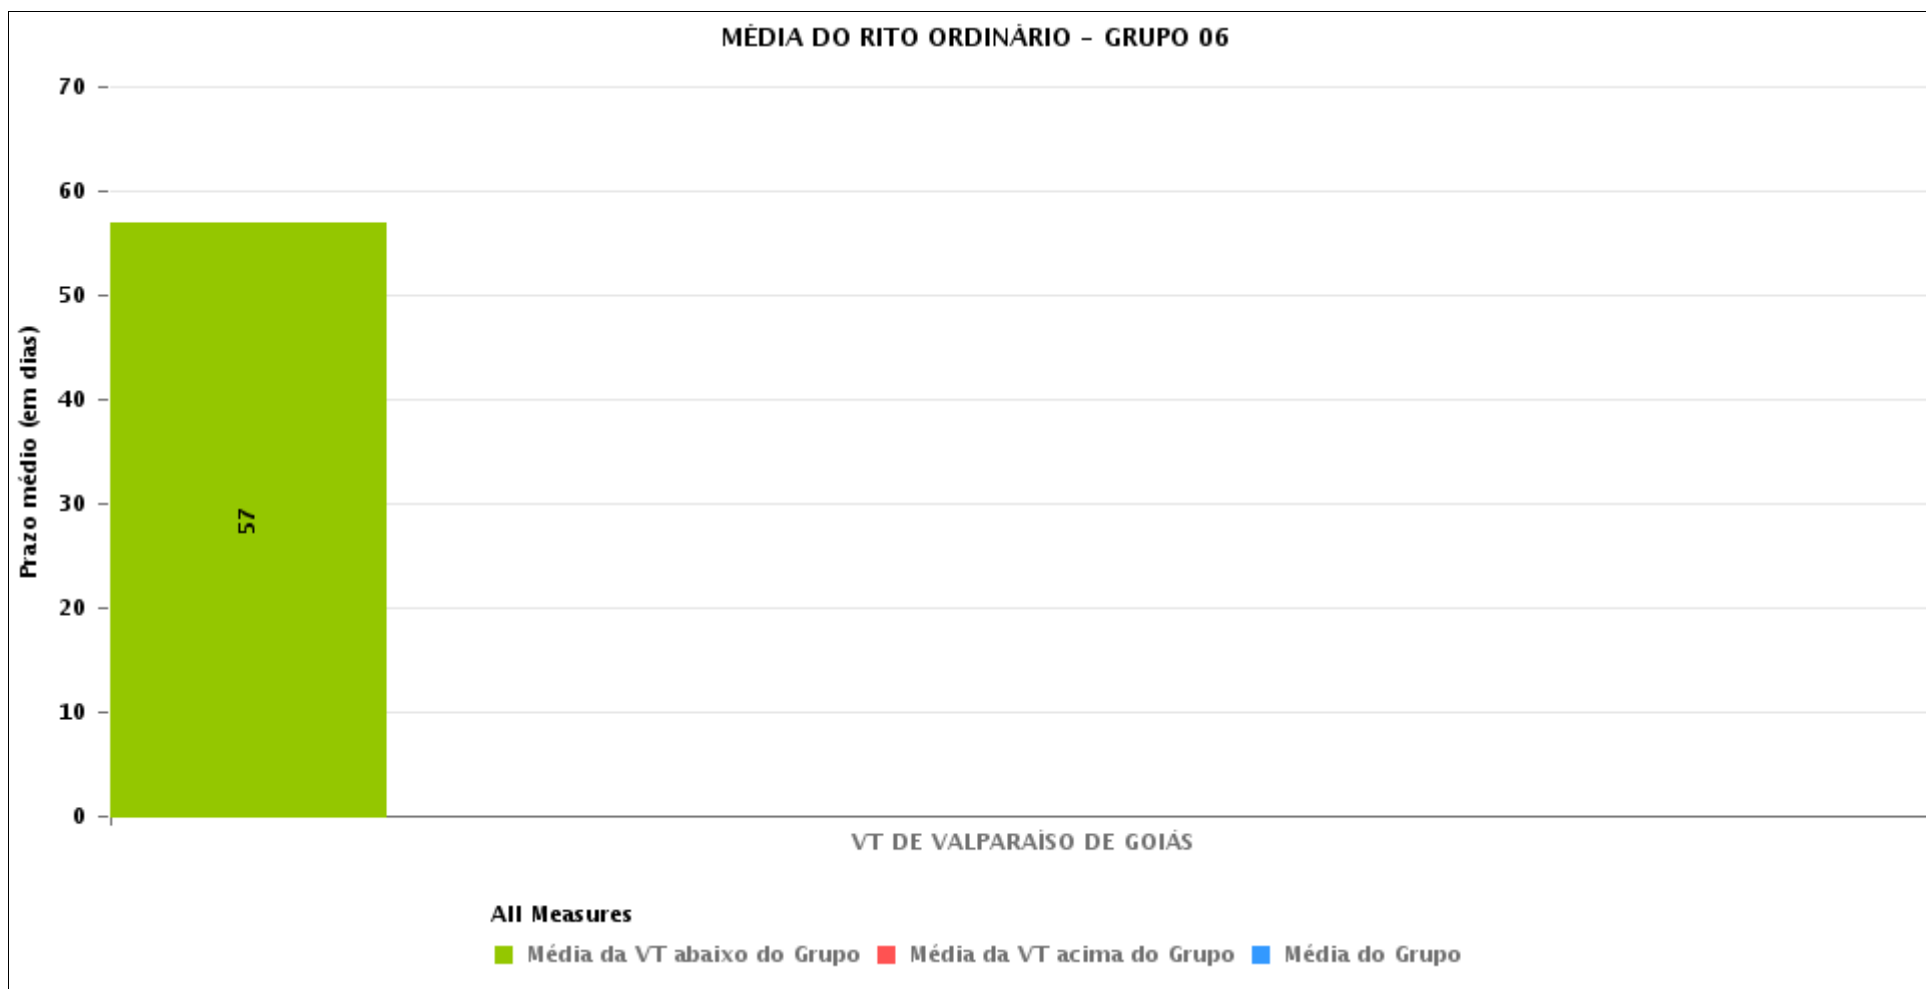 MÉDIA DO RITO ORDINÁRIO - GRUPO 06
70
60
50
40
30
20
10
0
Prazo médio (em dias)
57
VT DE VALPARAÍSO DE GOIÁS
All Measures
Média da VT abaixo do Grupo Média da VT acima do Grupo Média do Grupo